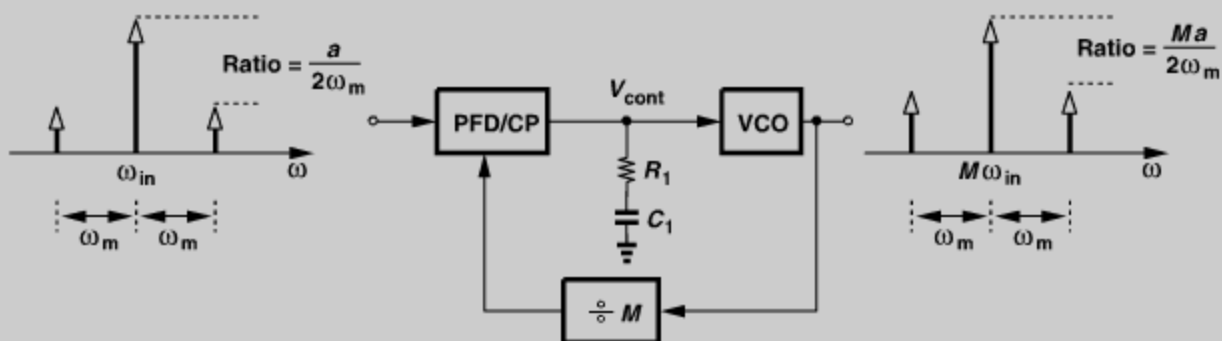 Ratio = a / 2ωm
ωin
ω
ωm
ωm
PFD/CP
Vcont
VCO
R1
C1
÷ M
Ratio = Ma / 2ωm
Mωin
ω
ωm
ωm